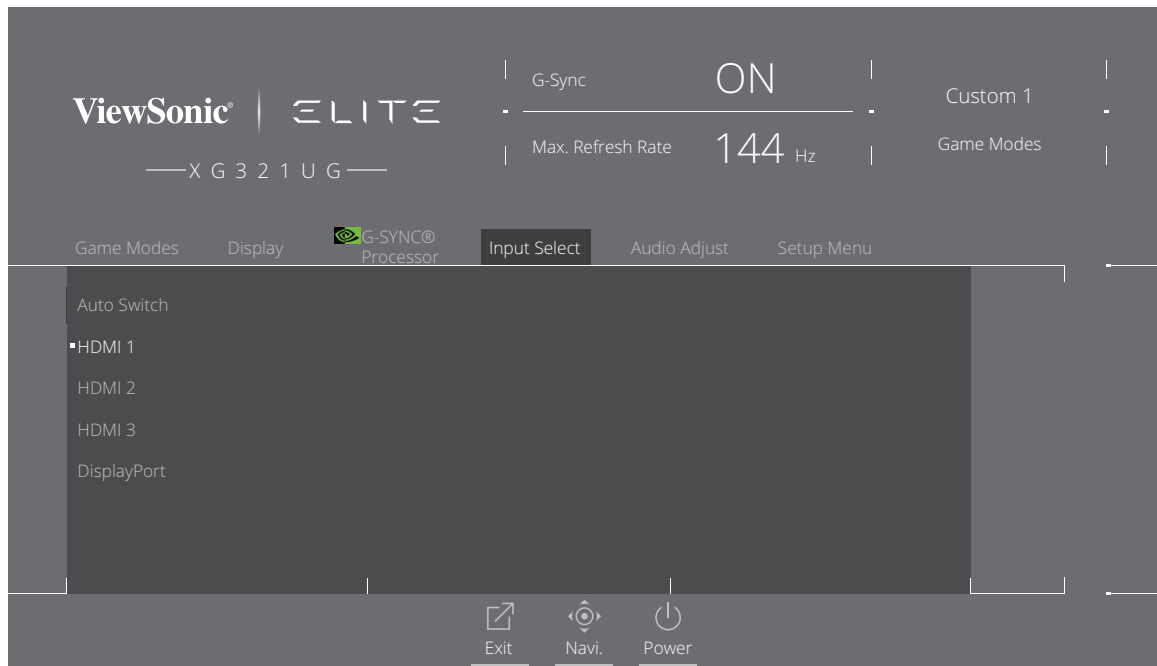 ViewSonic® | ELITE
XG321UG
G-Sync ON
Max. Refresh Rate 144 Hz
Custom 1
Game Modes
Game Modes
Display
G-SYNC®
Processor
Input Select
Audio Adjust
Setup Menu
Auto Switch
HDMI 1
HDMI 2
HDMI 3
DisplayPort
Exit
Navi.
Power